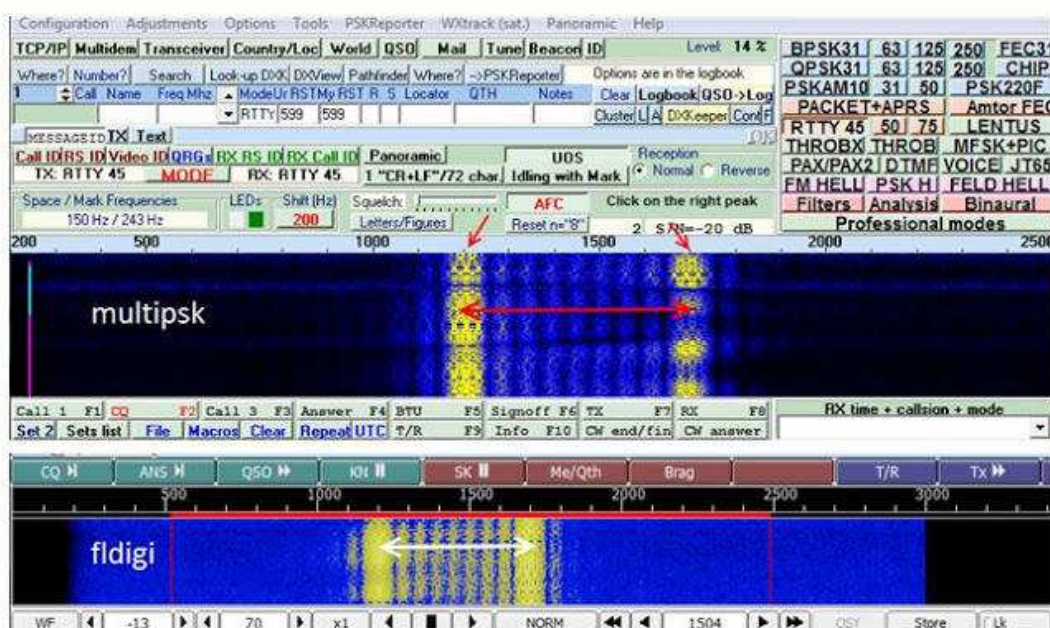 Configuration Adjustments Options Tools PSKReporter WXtrack (sat.) Panoramic Help
TCP/IP Multidem Transceiver Country/Loc World QSO Mail Tune Beacon ID Level 14 %
Where? Number? Search Look-up DXK DXView Pathfinder Where? ->PSKReporter Options are in the logbook
1 Call Name Freq Mhz Mode Ur RST My RST R S Locator QTH Notes Clear Logbook QSO->Log
RTTY 599 599 Cluster L A DXKeeper Conf F
MESSAGE ID TX Text
Call ID RS ID Video ID QRGs RX RS ID RX Call ID Panoramic UOS Reception
TX: RTTY 45 MODE RX: RTTY 45 1 "CR+LF"/72 char Idling with Mark Normal Reverse
Space / Mark Frequencies LEDs Shift (Hz) Squelch: AFC Click on the right peak
150 Hz / 243 Hz 200 Letters/Figures Reset n="8" 2 S/N=-20 dB
BPSK31 63 125 250 FEC31
QPSK31 63 125 250 CHIP
PSKAM10 31 50 PSK220F
PACKET+APRS Amtor FEC
RTTY 45 50 75 LENTUS
THROBX THROB MFSK+PIC
PAX/PAX2 DTMF VOICE JT65
FM HELL PSK H FELD HELL
Filters Analysis Binaural
Professional modes
200 500 1000 1500 2000 2500
multipsk
Call 1 F1 CQ F2 Call 3 F3 Answer F4 BTU F5 Signoff F6 TX F7 RX F8 RX time + callsion + mode
Set 2 Sets list File Macros Clear Repeat UTC T/R F9 Info F10 CW end/fin CW answer
CQ ANS QSO KN SK Me/Qth Brag T/R Tx
500 1000 1500 2000 2500 3000
fldigi
WF -13 70 x1 NORM 1504 QSY Store Lk